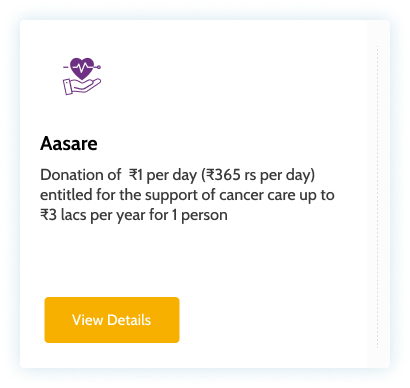 Aasare
Donation of ₹1 per day (₹365 rs per day)
entitled for the support of cancer care up to
₹3 lacs per year for 1 person
View Details